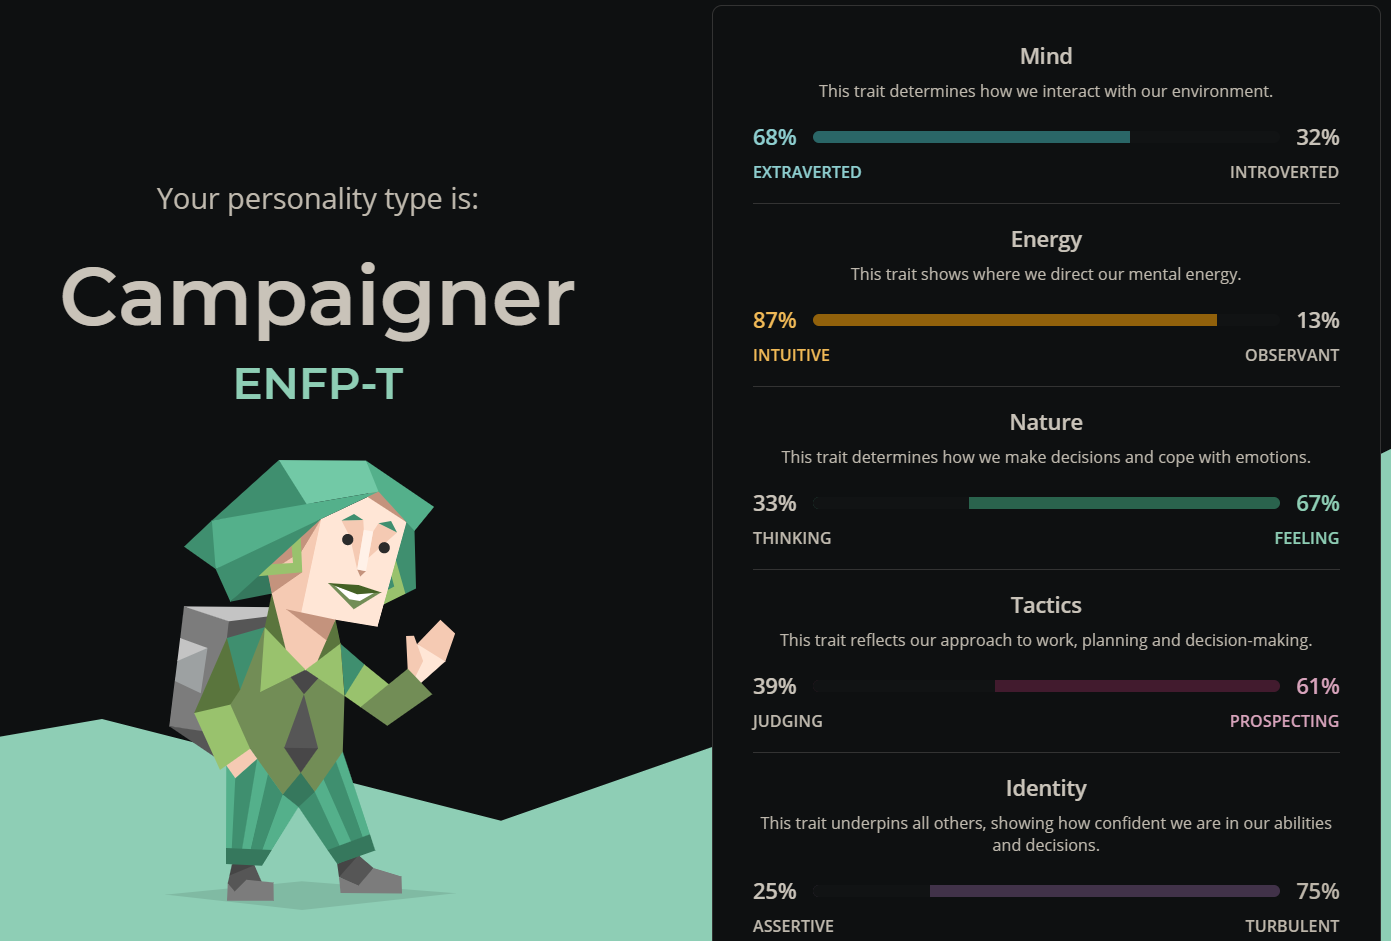 Your personality type is:
Campaigner
ENFP-T
Mind
This trait determines how we interact with our environment.
68% 32%
EXTRAVERTED INTROVERTED
Energy
This trait shows where we direct our mental energy.
87% 13%
INTUITIVE OBSERVANT
Nature
This trait determines how we make decisions and cope with emotions.
33% 67%
THINKING FEELING
Tactics
This trait reflects our approach to work, planning and decision-making.
39% 61%
JUDGING PROSPECTING
Identity
This trait underpins all others, showing how confident we are in our abilities
and decisions.
25% 75%
ASSERTIVE TURBULENT